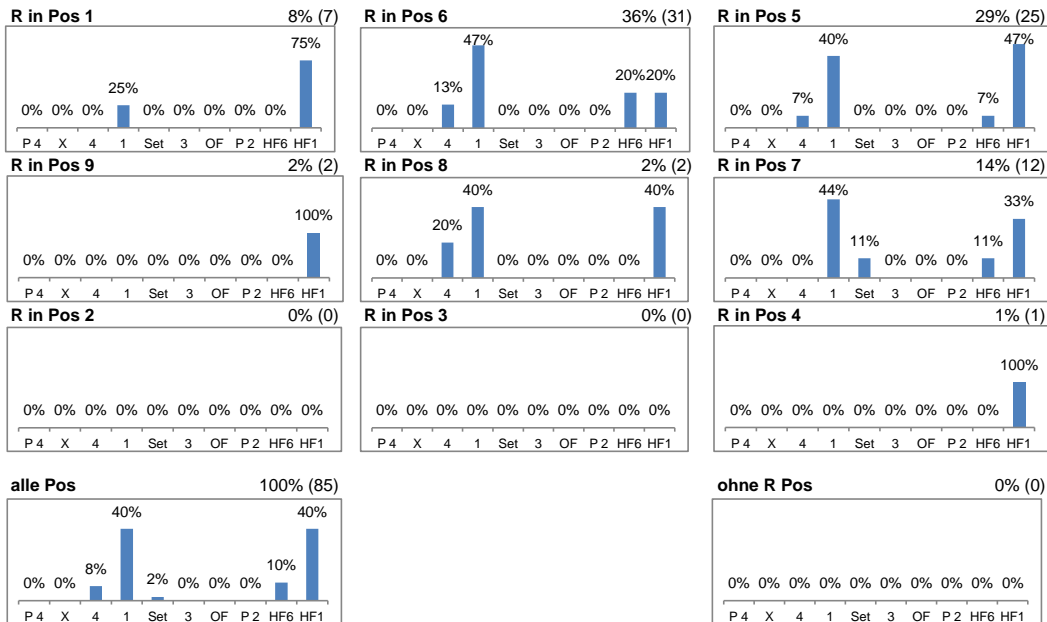 R in Pos 1 8% (7) R in Pos 6 36% (31) R in Pos 5 29% (25)
75% 47% 40% 47%
25% 13% 20% 20% 7% 7%
0% 0% 0% 0% 0% 0% 0% 0% 0% 0% 0% 0% 0% 0% 0% 0% 0% 0% 0% 0%
P 4 X 4 1 Set 3 OF P 2 HF6 HF1 P 4 X 4 1 Set 3 OF P 2 HF6 HF1 P 4 X 4 1 Set 3 OF P 2 HF6 HF1
R in Pos 9 2% (2) R in Pos 8 2% (2) R in Pos 7 14% (12)
100% 40% 40% 44% 33%
20% 11% 11%
0% 0% 0% 0% 0% 0% 0% 0% 0% 0% 0% 0% 0% 0% 0% 0% 0% 0% 0% 0% 0% 0%
P 4 X 4 1 Set 3 OF P 2 HF6 HF1 P 4 X 4 1 Set 3 OF P 2 HF6 HF1 P 4 X 4 1 Set 3 OF P 2 HF6 HF1
R in Pos 2 0% (0) R in Pos 3 0% (0) R in Pos 4 1% (1)
100%
0% 0% 0% 0% 0% 0% 0% 0% 0% 0% 0% 0% 0% 0% 0% 0% 0% 0% 0% 0% 0% 0% 0% 0% 0% 0% 0% 0% 0%
P 4 X 4 1 Set 3 OF P 2 HF6 HF1 P 4 X 4 1 Set 3 OF P 2 HF6 HF1 P 4 X 4 1 Set 3 OF P 2 HF6 HF1
alle Pos 100% (85) ohne R Pos 0% (0)
40% 40%
0% 0% 8% 2% 0% 0% 0% 10% 0% 0% 0% 0% 0% 0% 0% 0% 0% 0%
P 4 X 4 1 Set 3 OF P 2 HF6 HF1 P 4 X 4 1 Set 3 OF P 2 HF6 HF1